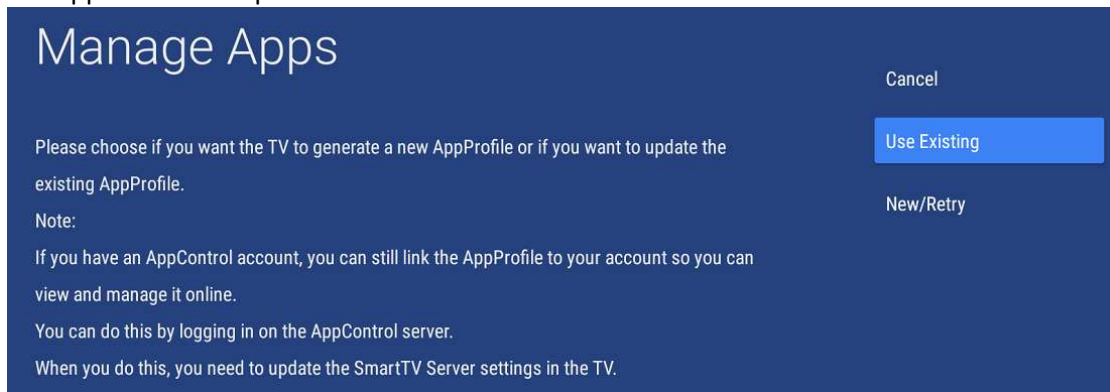 Manage Apps
Cancel
Please choose if you want the TV to generate a new AppProfile or if you want to update the
Use Existing
existing AppProfile.
New/Retry
Note:
If you have an AppControl account, you can still link the AppProfile to your account so you can
view and manage it online.
You can do this by logging in on the AppControl server.
When you do this, you need to update the SmartTV Server settings in the TV.